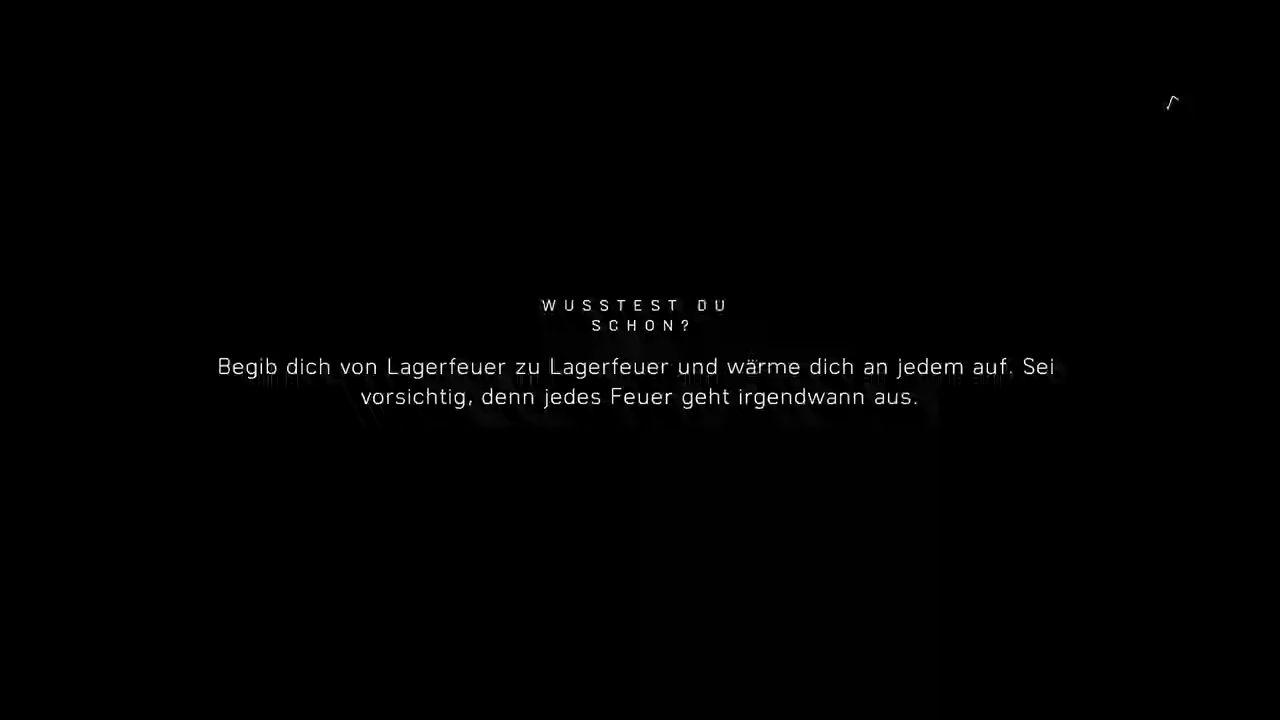 WUSSTEST DU
SCHON?
Begib dich von Lagerfeuer zu Lagerfeuer und wärme dich an jedem auf. Sei
vorsichtig, denn jedes Feuer geht irgendwann aus.